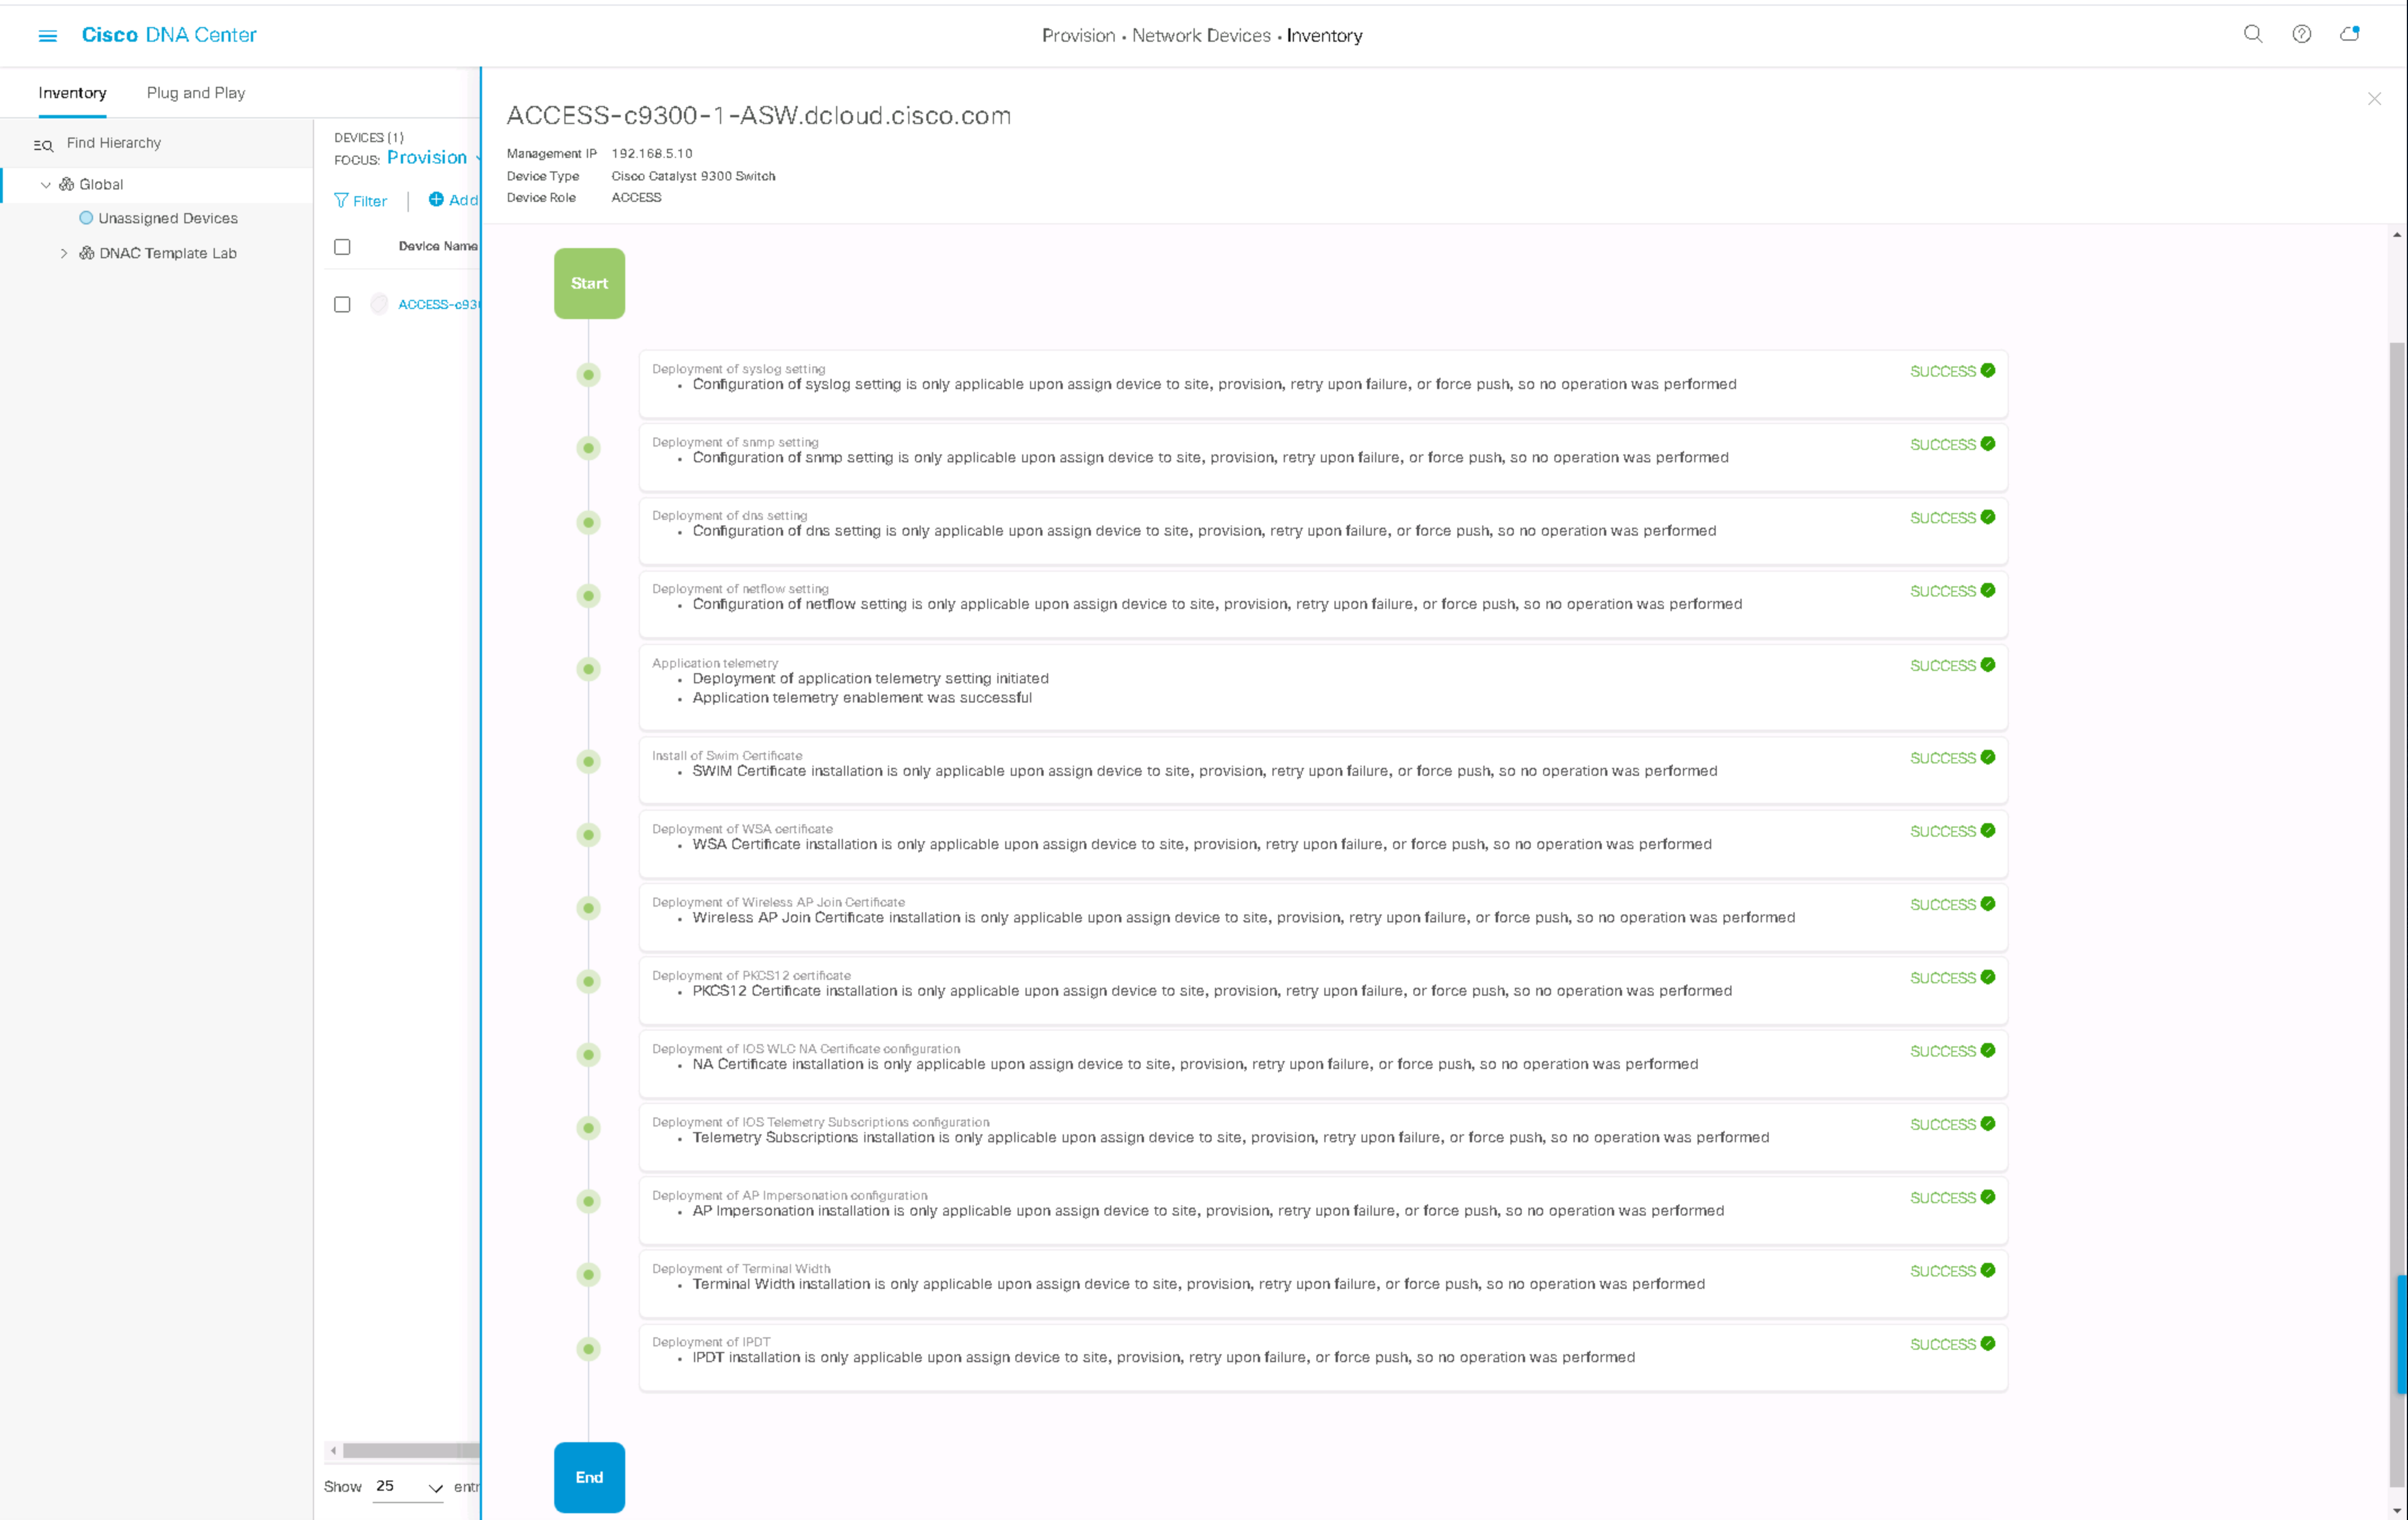 Cisco DNA Center
Provision • Network Devices • Inventory
Inventory
Plug and Play
Find Hierarchy
Global
Unassigned Devices
DNAC Template Lab
DEVICES (1)
FOCUS: Provision
Filter
Add
Device Name
ACCESS-c93
Show 25 entr
ACCESS-c9300-1-ASW.dcloud.cisco.com
Management IP 192.168.5.10
Device Type Cisco Catalyst 9300 Switch
Device Role ACCESS
Start
Deployment of syslog setting SUCCESS
• Configuration of syslog setting is only applicable upon assign device to site, provision, retry upon failure, or force push, so no operation was performed
Deployment of snmp setting SUCCESS
• Configuration of snmp setting is only applicable upon assign device to site, provision, retry upon failure, or force push, so no operation was performed
Deployment of dns setting SUCCESS
• Configuration of dns setting is only applicable upon assign device to site, provision, retry upon failure, or force push, so no operation was performed
Deployment of netflow setting SUCCESS
• Configuration of netflow setting is only applicable upon assign device to site, provision, retry upon failure, or force push, so no operation was performed
Application telemetry SUCCESS
• Deployment of application telemetry setting initiated
• Application telemetry enablement was successful
Install of Swim Certificate SUCCESS
• SWIM Certificate installation is only applicable upon assign device to site, provision, retry upon failure, or force push, so no operation was performed
Deployment of WSA certificate SUCCESS
• WSA Certificate installation is only applicable upon assign device to site, provision, retry upon failure, or force push, so no operation was performed
Deployment of Wireless AP Join Certificate SUCCESS
• Wireless AP Join Certificate installation is only applicable upon assign device to site, provision, retry upon failure, or force push, so no operation was performed
Deployment of PKCS12 certificate SUCCESS
• PKCS12 Certificate installation is only applicable upon assign device to site, provision, retry upon failure, or force push, so no operation was performed
Deployment of IOS WLC NA Certificate configuration SUCCESS
• NA Certificate installation is only applicable upon assign device to site, provision, retry upon failure, or force push, so no operation was performed
Deployment of IOS Telemetry Subscriptions configuration SUCCESS
• Telemetry Subscriptions installation is only applicable upon assign device to site, provision, retry upon failure, or force push, so no operation was performed
Deployment of AP Impersonation configuration SUCCESS
• AP Impersonation installation is only applicable upon assign device to site, provision, retry upon failure, or force push, so no operation was performed
Deployment of Terminal Width SUCCESS
• Terminal Width installation is only applicable upon assign device to site, provision, retry upon failure, or force push, so no operation was performed
Deployment of IPDT SUCCESS
• IPDT installation is only applicable upon assign device to site, provision, retry upon failure, or force push, so no operation was performed
End